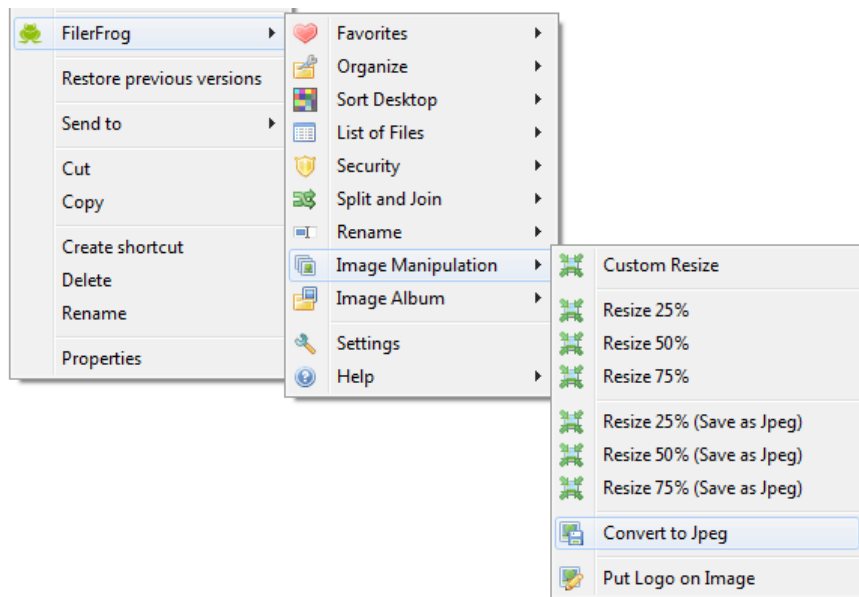 FilerFrog
Restore previous versions
Send to
Cut
Copy
Create shortcut
Delete
Rename
Properties
Favorites
Organize
Sort Desktop
List of Files
Security
Split and Join
Rename
Image Manipulation
Image Album
Settings
Help
Custom Resize
Resize 25%
Resize 50%
Resize 75%
Resize 25% (Save as Jpeg)
Resize 50% (Save as Jpeg)
Resize 75% (Save as Jpeg)
Convert to Jpeg
Put Logo on Image